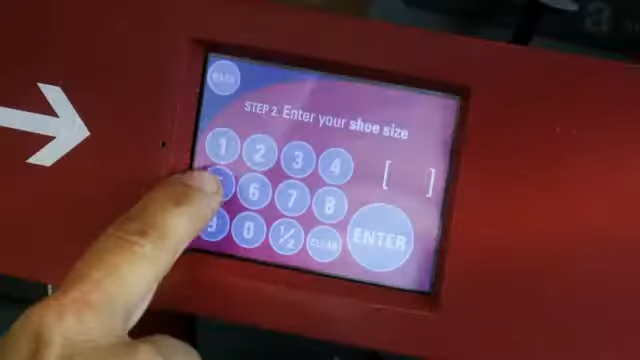 BACK
STEP 2. Enter your shoe size
1 2 3 4
[ ]
6 7 8
9 0 ½ CLEAR
ENTER
a